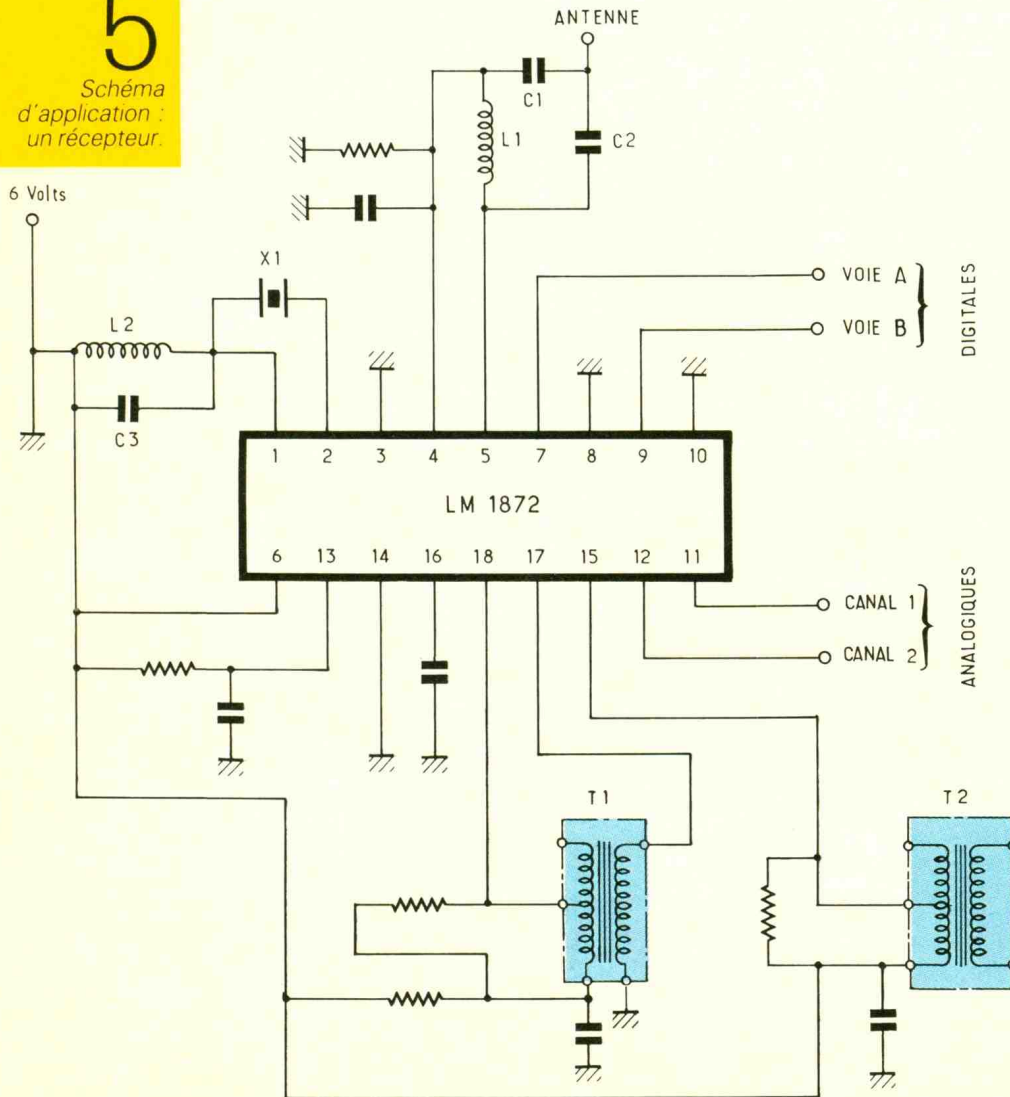 5
Schéma
d'application :
un récepteur.
ANTENNE
C1
L1
C2
6 Volts
X1
L2
C3
VOIE A
VOIE B
DIGITALES
1 2 3 4 5 7 8 9 10
LM 1872
6 13 14 16 18 17 15 12 11
CANAL 1
CANAL 2
ANALOGIQUES
T1
T2